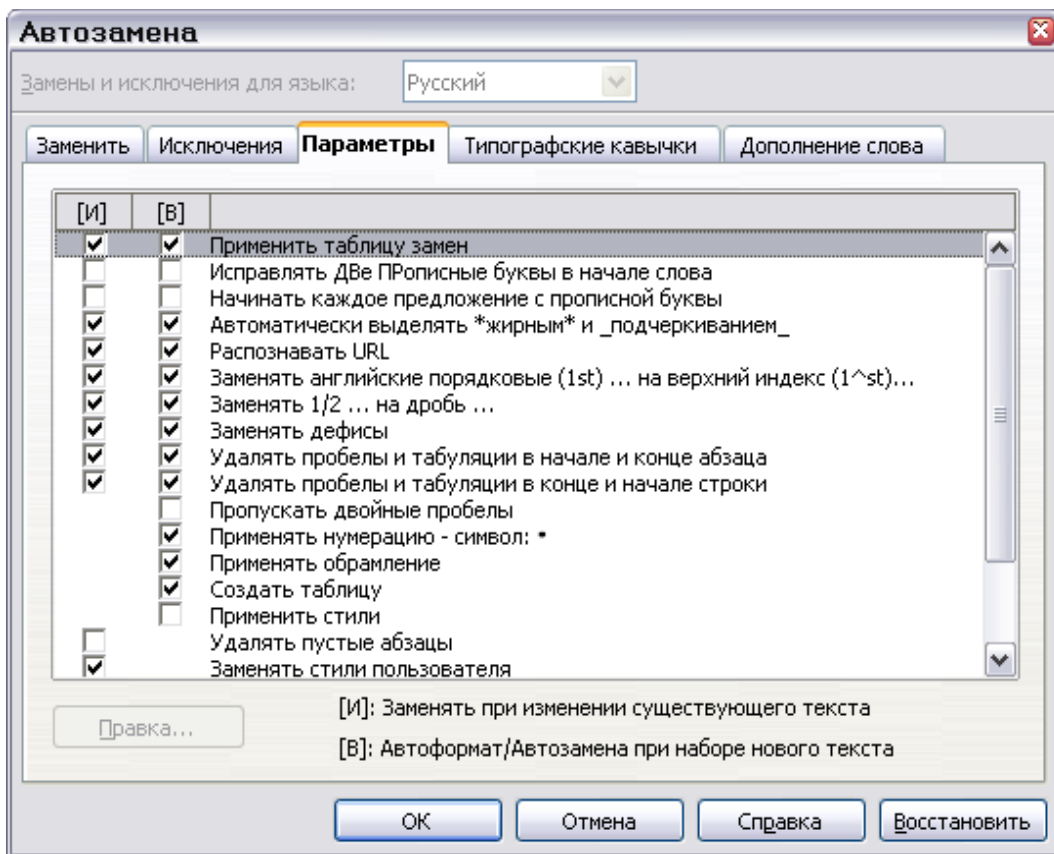 Автозамена
Замены и исключения для языка: Русский
Заменить Исключения Параметры Типографские кавычки Дополнение слова
[И] [В]
Применить таблицу замен
Исправлять ДВе ПРописные буквы в начале слова
Начинать каждое предложение с прописной буквы
Автоматически выделять *жирным* и _подчеркиванием_
Распознавать URL
Заменять английские порядковые (1st) ... на верхний индекс (1^st)...
Заменять 1/2 ... на дробь ...
Заменять дефисы
Удалять пробелы и табуляции в начале и конце абзаца
Удалять пробелы и табуляции в конце и начале строки
Пропускать двойные пробелы
Применять нумерацию - символ: •
Применять обрамление
Создать таблицу
Применить стили
Удалять пустые абзацы
Заменять стили пользователя
Правка...
[И]: Заменять при изменении существующего текста
[В]: Автоформат/Автозамена при наборе нового текста
ОК Отмена Справка Восстановить